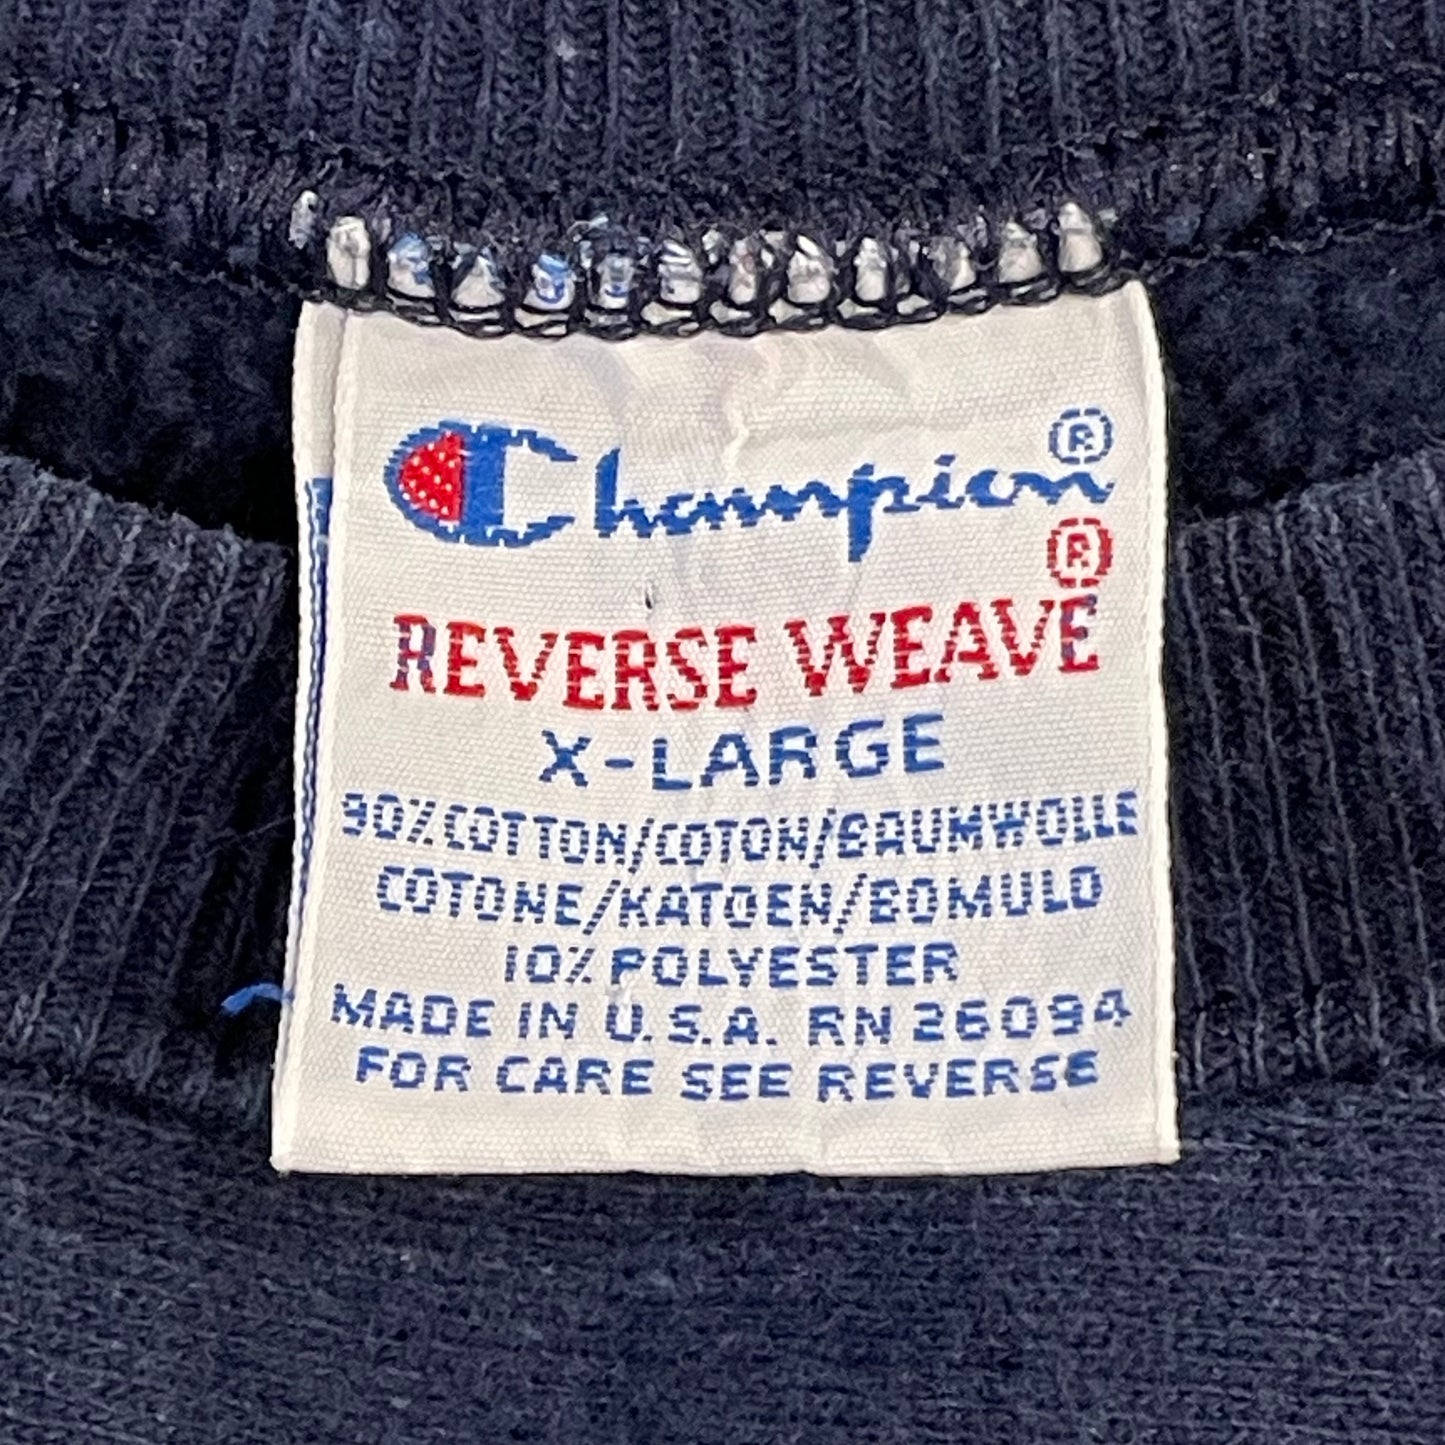 Champion®
®
REVERSE WEAVE
X-LARGE
90% COTTON/COTON/BAUMWOLLE
COTONE/KATOEN/BOMULD
10% POLYESTER
MADE IN U.S.A. RN 26094
FOR CARE SEE REVERSE